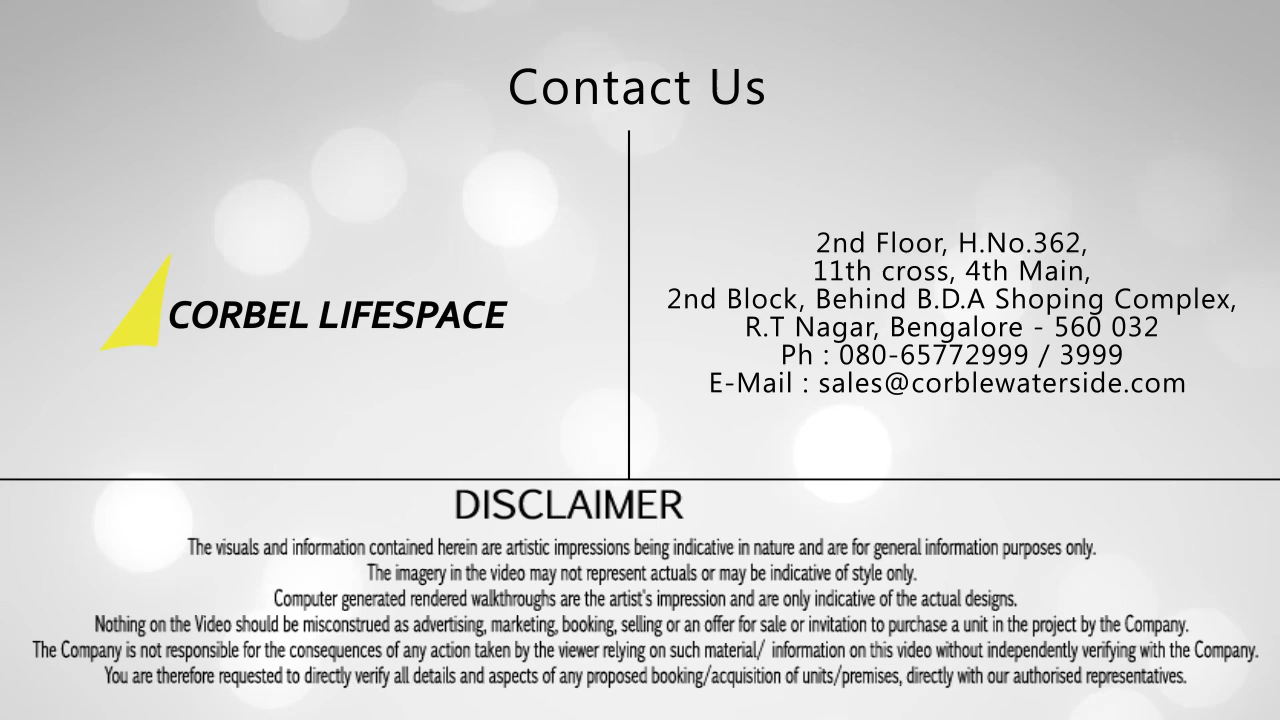 Contact Us
CORBEL LIFESPACE
2nd Floor, H.No.362,
11th cross, 4th Main,
2nd Block, Behind B.D.A Shoping Complex,
R.T Nagar, Bengalore - 560 032
Ph : 080-65772999 / 3999
E-Mail : sales@corblewaterside.com
DISCLAIMER
The visuals and information contained herein are artistic impressions being indicative in nature and are for general information purposes only.
The imagery in the video may not represent actuals or may be indicative of style only.
Computer generated rendered walkthroughs are the artist's impression and are only indicative of the actual designs.
Nothing on the Video should be misconstrued as advertising, marketing, booking, selling or an offer for sale or invitation to purchase a unit in the project by the Company.
The Company is not responsible for the consequences of any action taken by the viewer relying on such material/ information on this video without independently verifying with the Company.
You are therefore requested to directly verify all details and aspects of any proposed booking/acquisition of units/premises, directly with our authorised representatives.